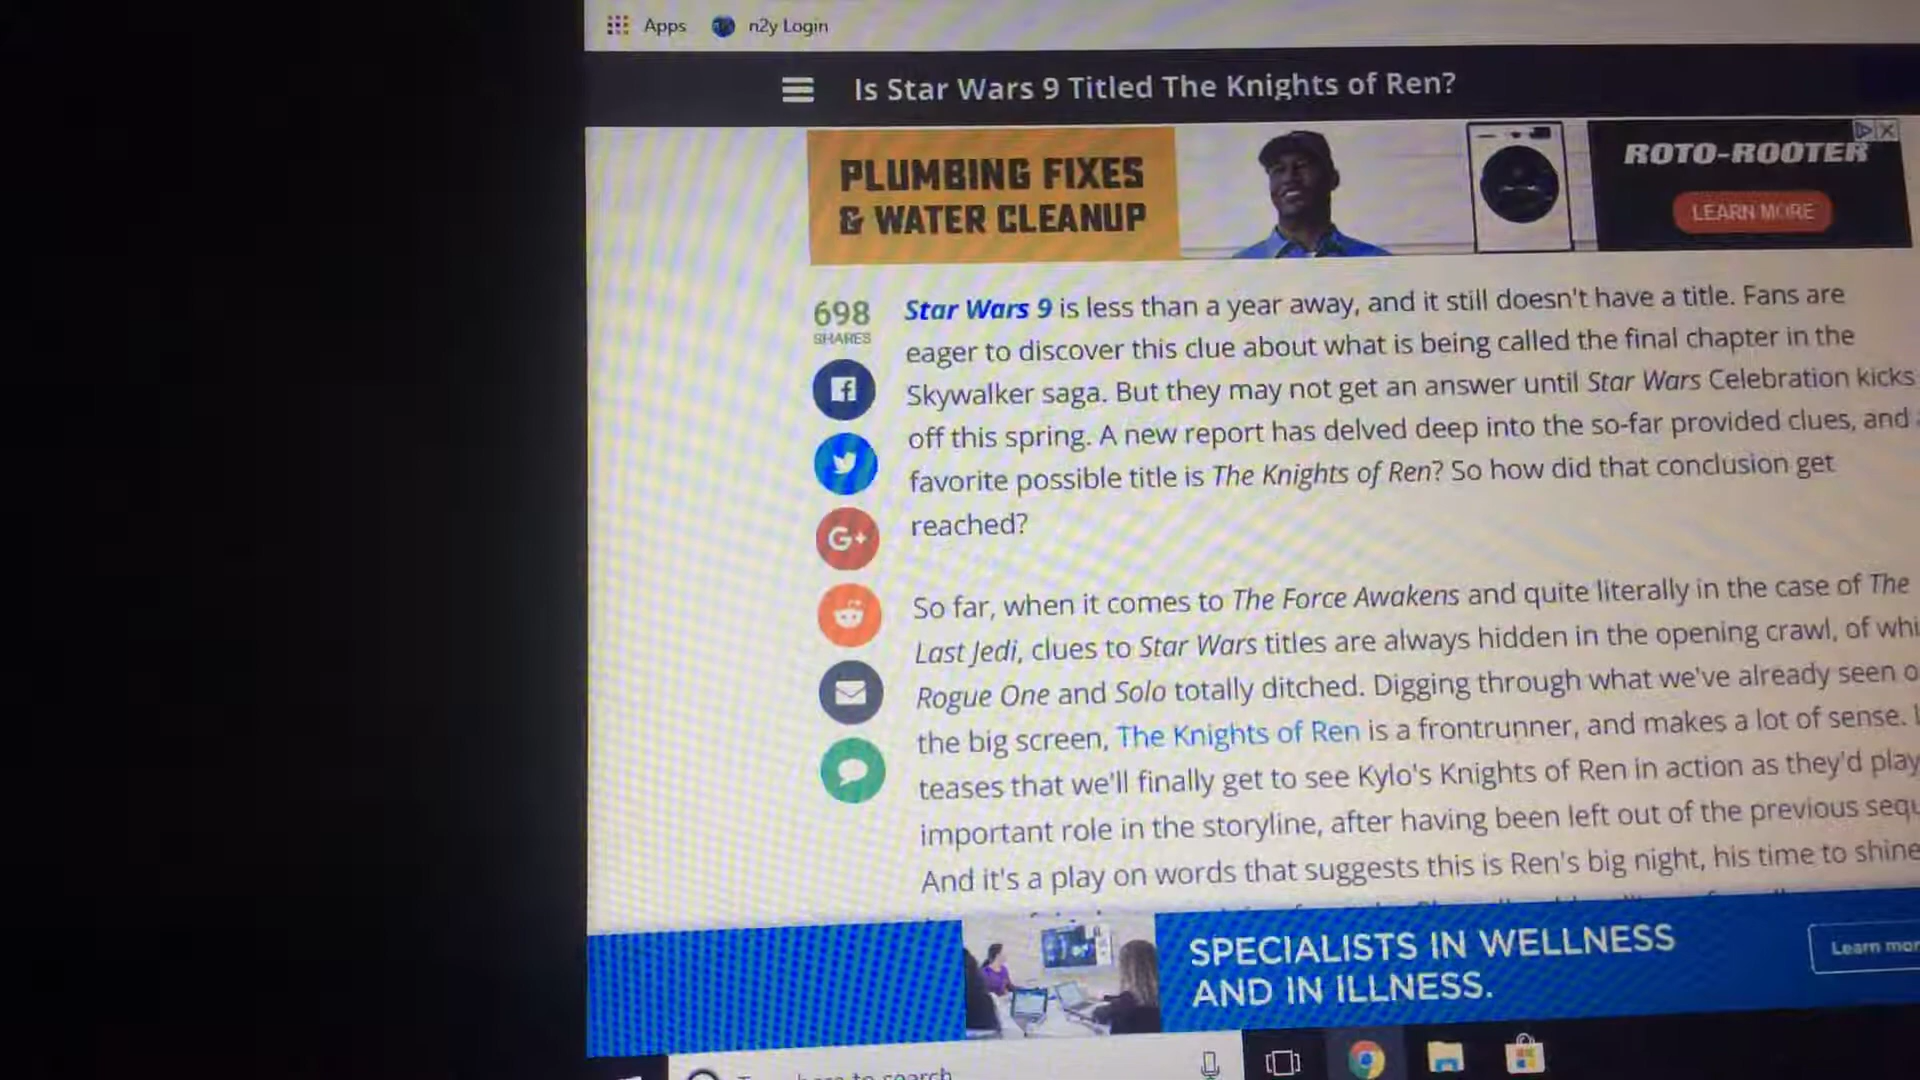 Apps n2y Login
Is Star Wars 9 Titled The Knights of Ren?
PLUMBING FIXES
& WATER CLEANUP
ROTO-ROOTER
LEARN MORE
698
SHARES
Star Wars 9 is less than a year away, and it still doesn't have a title. Fans are
eager to discover this clue about what is being called the final chapter in the
Skywalker saga. But they may not get an answer until Star Wars Celebration kicks
off this spring. A new report has delved deep into the so-far provided clues, and
favorite possible title is The Knights of Ren? So how did that conclusion get
reached?
G+
So far, when it comes to The Force Awakens and quite literally in the case of The
Last Jedi, clues to Star Wars titles are always hidden in the opening crawl, of
Rogue One and Solo totally ditched. Digging through what we've already seen
the big screen, The Knights of Ren is a frontrunner, and makes a lot of sense.
teases that we'll finally get to see Kylo's Knights of Ren in action as they'd play
important role in the storyline, after having been left out of the previous
And it's a play on words that suggests this is Ren's big night, his time to shine
SPECIALISTS IN WELLNESS
AND IN ILLNESS.
Learn
to search